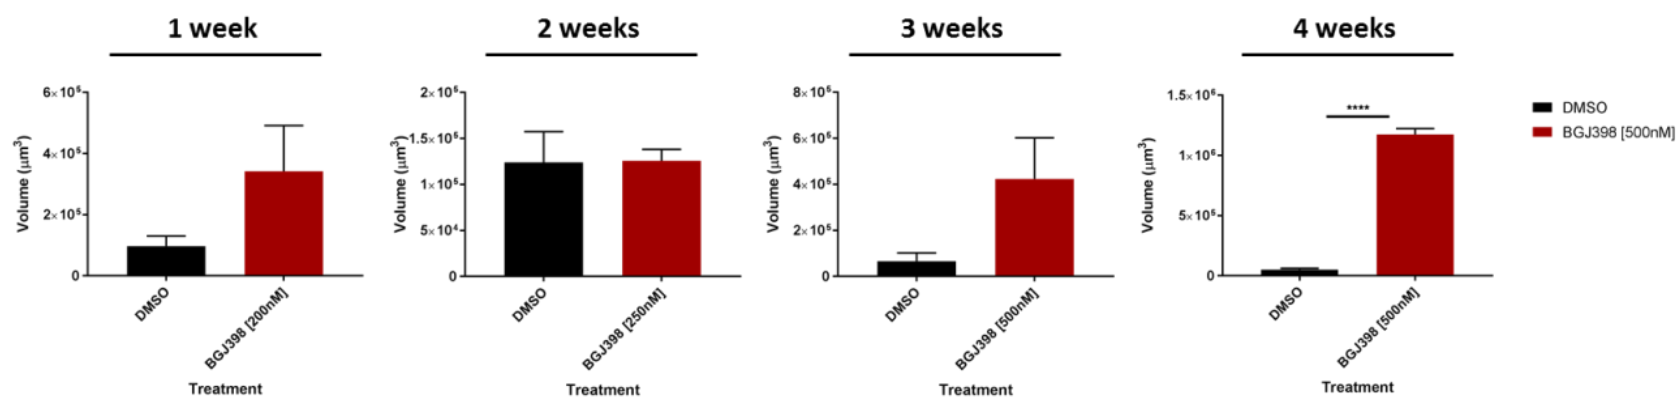 1 week
2 weeks
3 weeks
4 weeks
6×10⁵
4×10⁵
2×10⁵
0
Volume (μm³)
DMSO
BGJ398 [200nM]
Treatment
2×10⁵
1.5×10⁵
1×10⁵
5×10⁴
0
Volume (μm³)
DMSO
BGJ398 [250nM]
Treatment
8×10⁵
6×10⁵
4×10⁵
2×10⁵
0
Volume (μm³)
DMSO
BGJ398 [500nM]
Treatment
1.5×10⁶
1×10⁶
5×10⁵
0
Volume (μm³)
****
DMSO
BGJ398 [500nM]
Treatment
DMSO
BGJ398 [500nM]